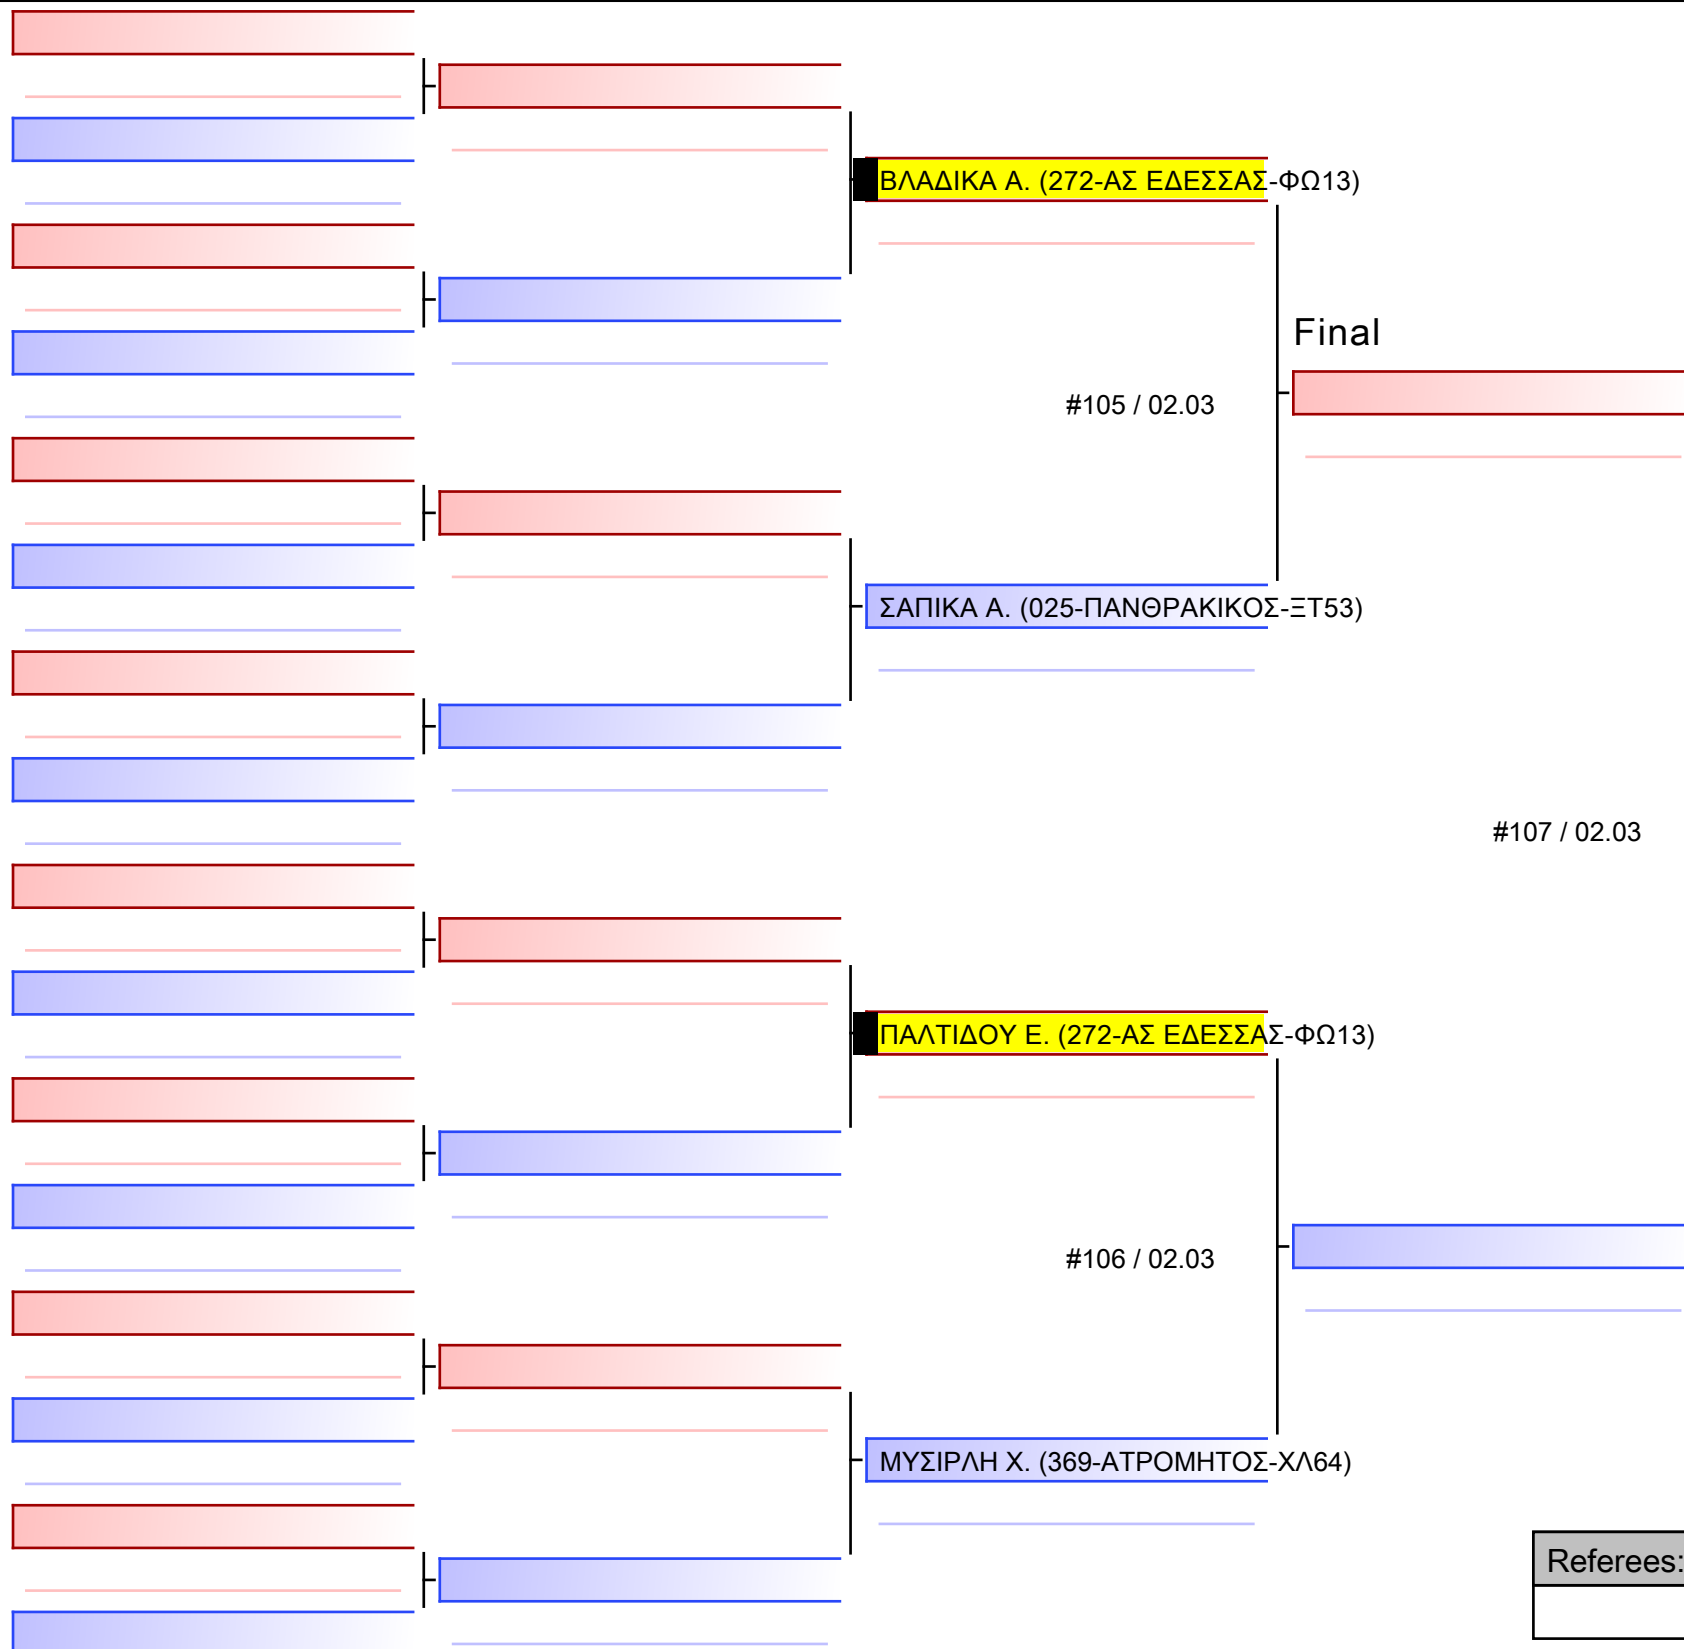 ΒΛΑΔΙΚΑ Α. (272-ΑΣ ΕΔΕΣΣΑΣ-ΦΩ13)
Final
#105 / 02.03
ΣΑΠΙΚΑ Α. (025-ΠΑΝΘΡΑΚΙΚΟΣ-ΞΤ53)
#107 / 02.03
ΠΑΛΤΙΔΟΥ Ε. (272-ΑΣ ΕΔΕΣΣΑΣ-ΦΩ13)
#106 / 02.03
ΜΥΣΙΡΛΗ Χ. (369-ΑΤΡΟΜΗΤΟΣ-ΧΛ64)
Referees: